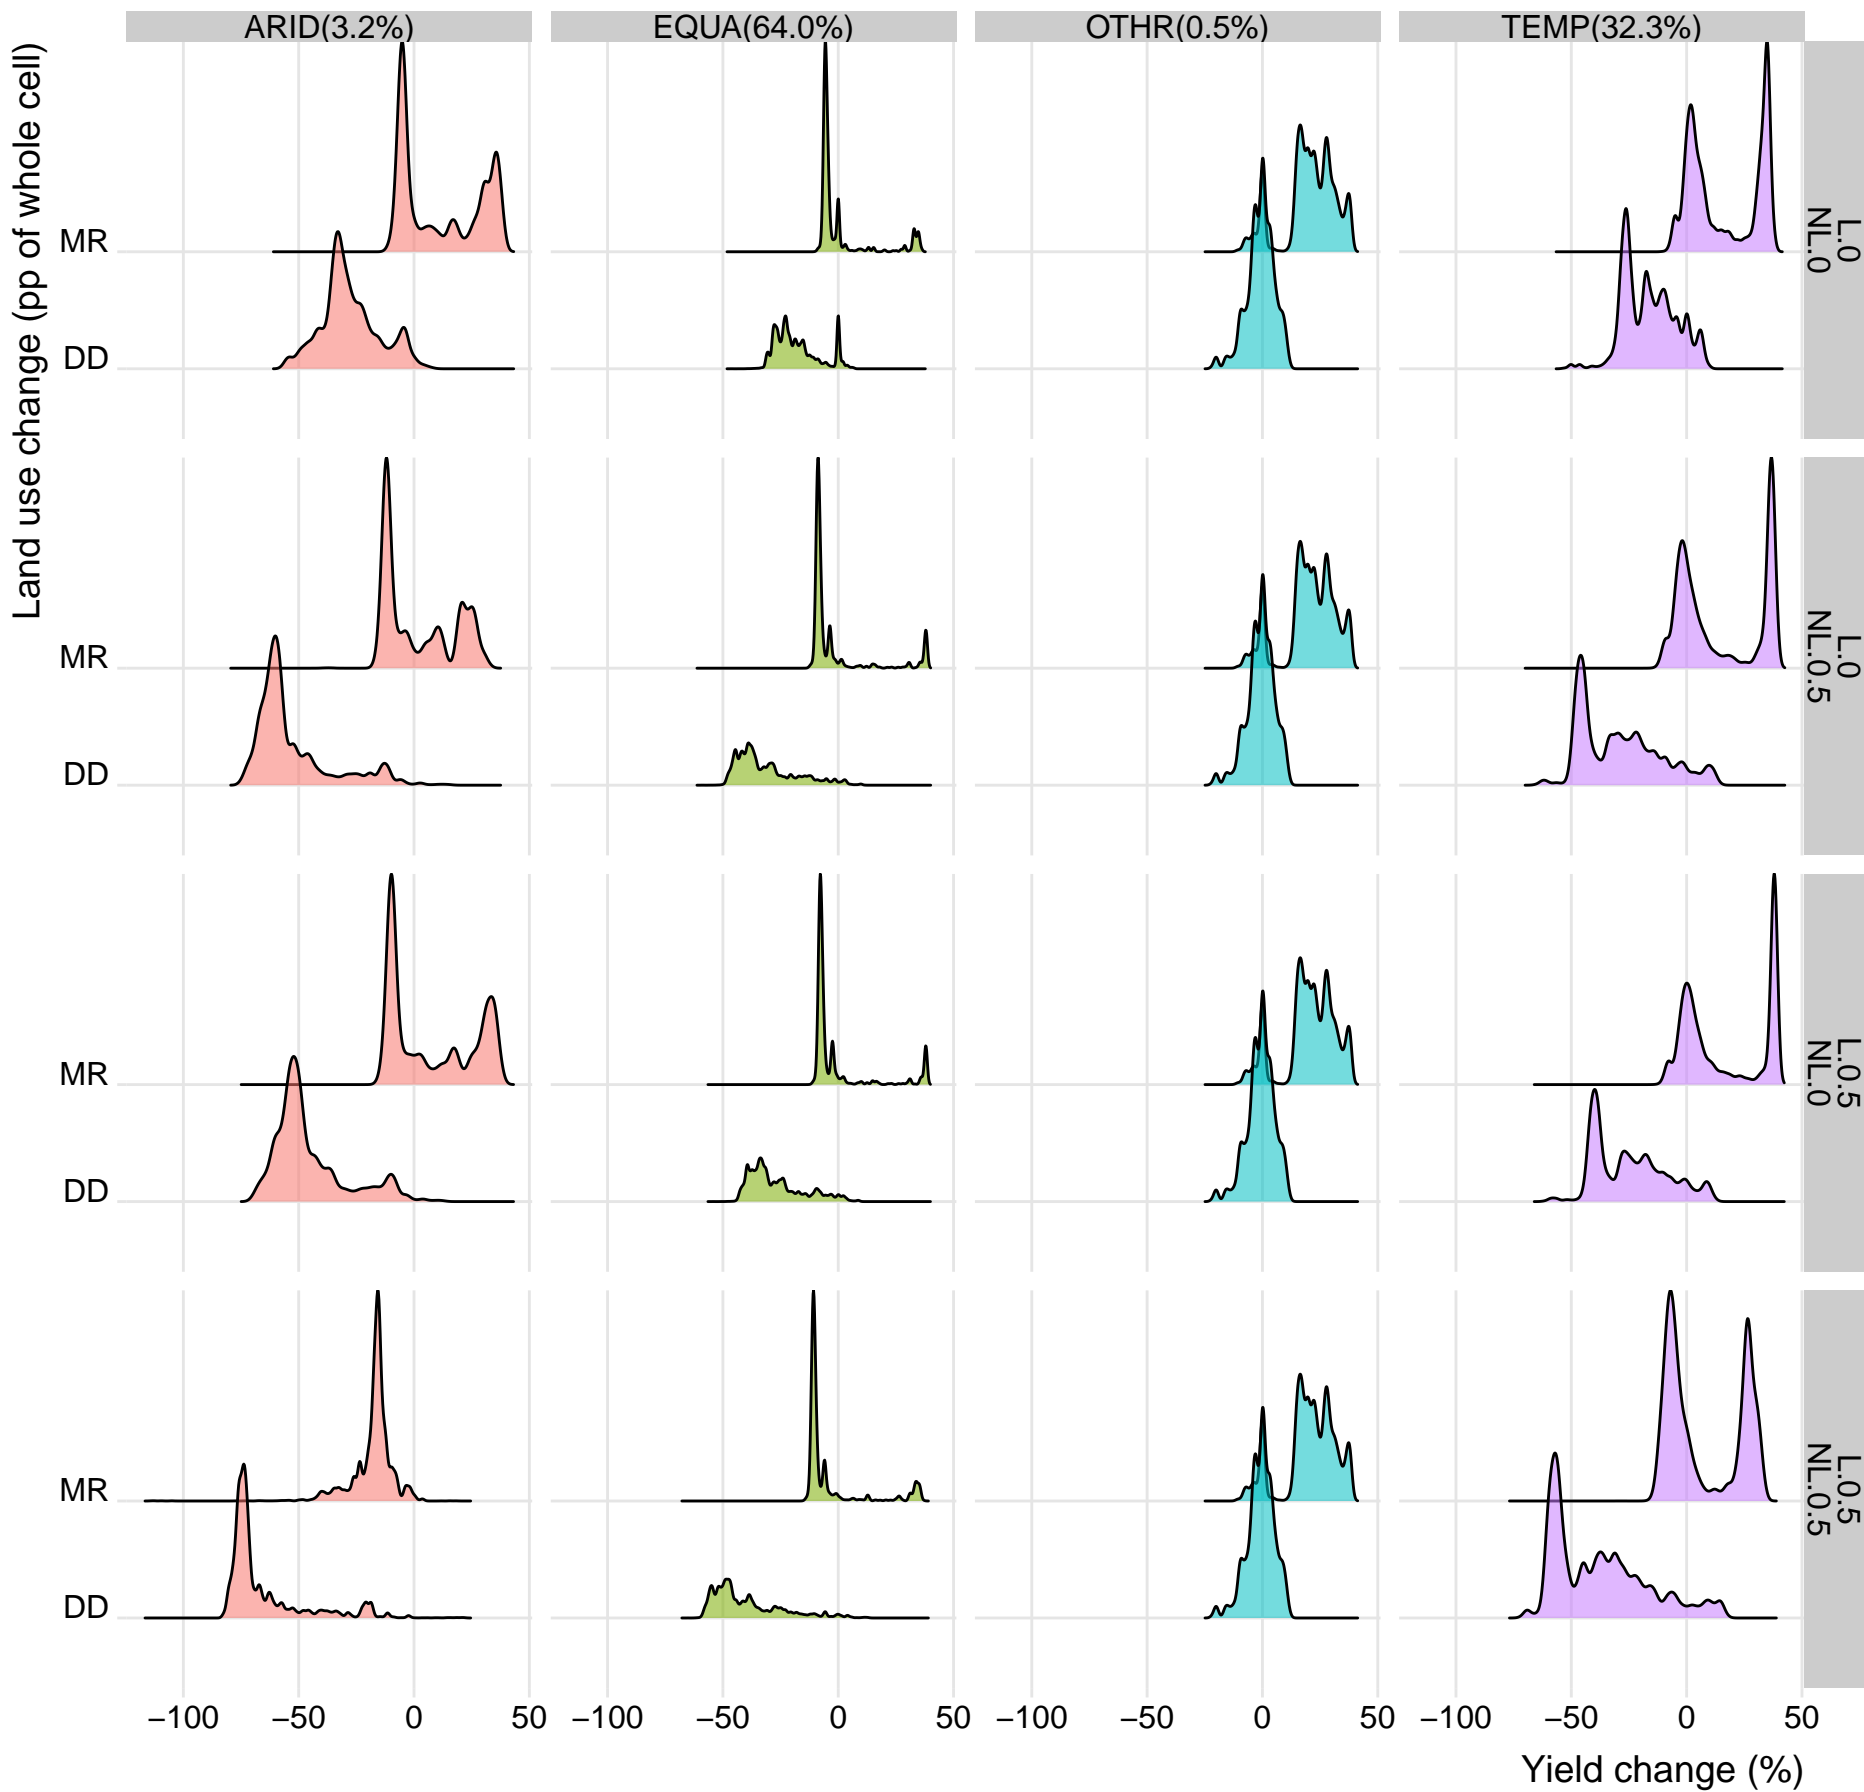 ARID(3.2%) EQUA(64.0%) OTHR(0.5%) TEMP(32.3%)
Land use change (pp of whole cell)
MR
DD
L.0
NL.0
MR
DD
L.0
NL.0.5
MR
DD
L.0.5
NL.0
MR
DD
L.0.5
NL.0.5
−100 −50 0 50 −100 −50 0 50 −100 −50 0 50 −100 −50 0 50
Yield change (%)